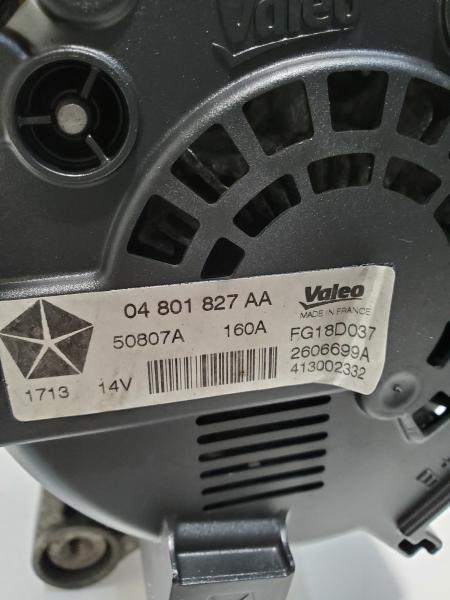 Valeo
04 801 827 AA
Valeo
MADE IN FRANCE
50807A 160A FG18D037
2606699A
1713 14V 413002332